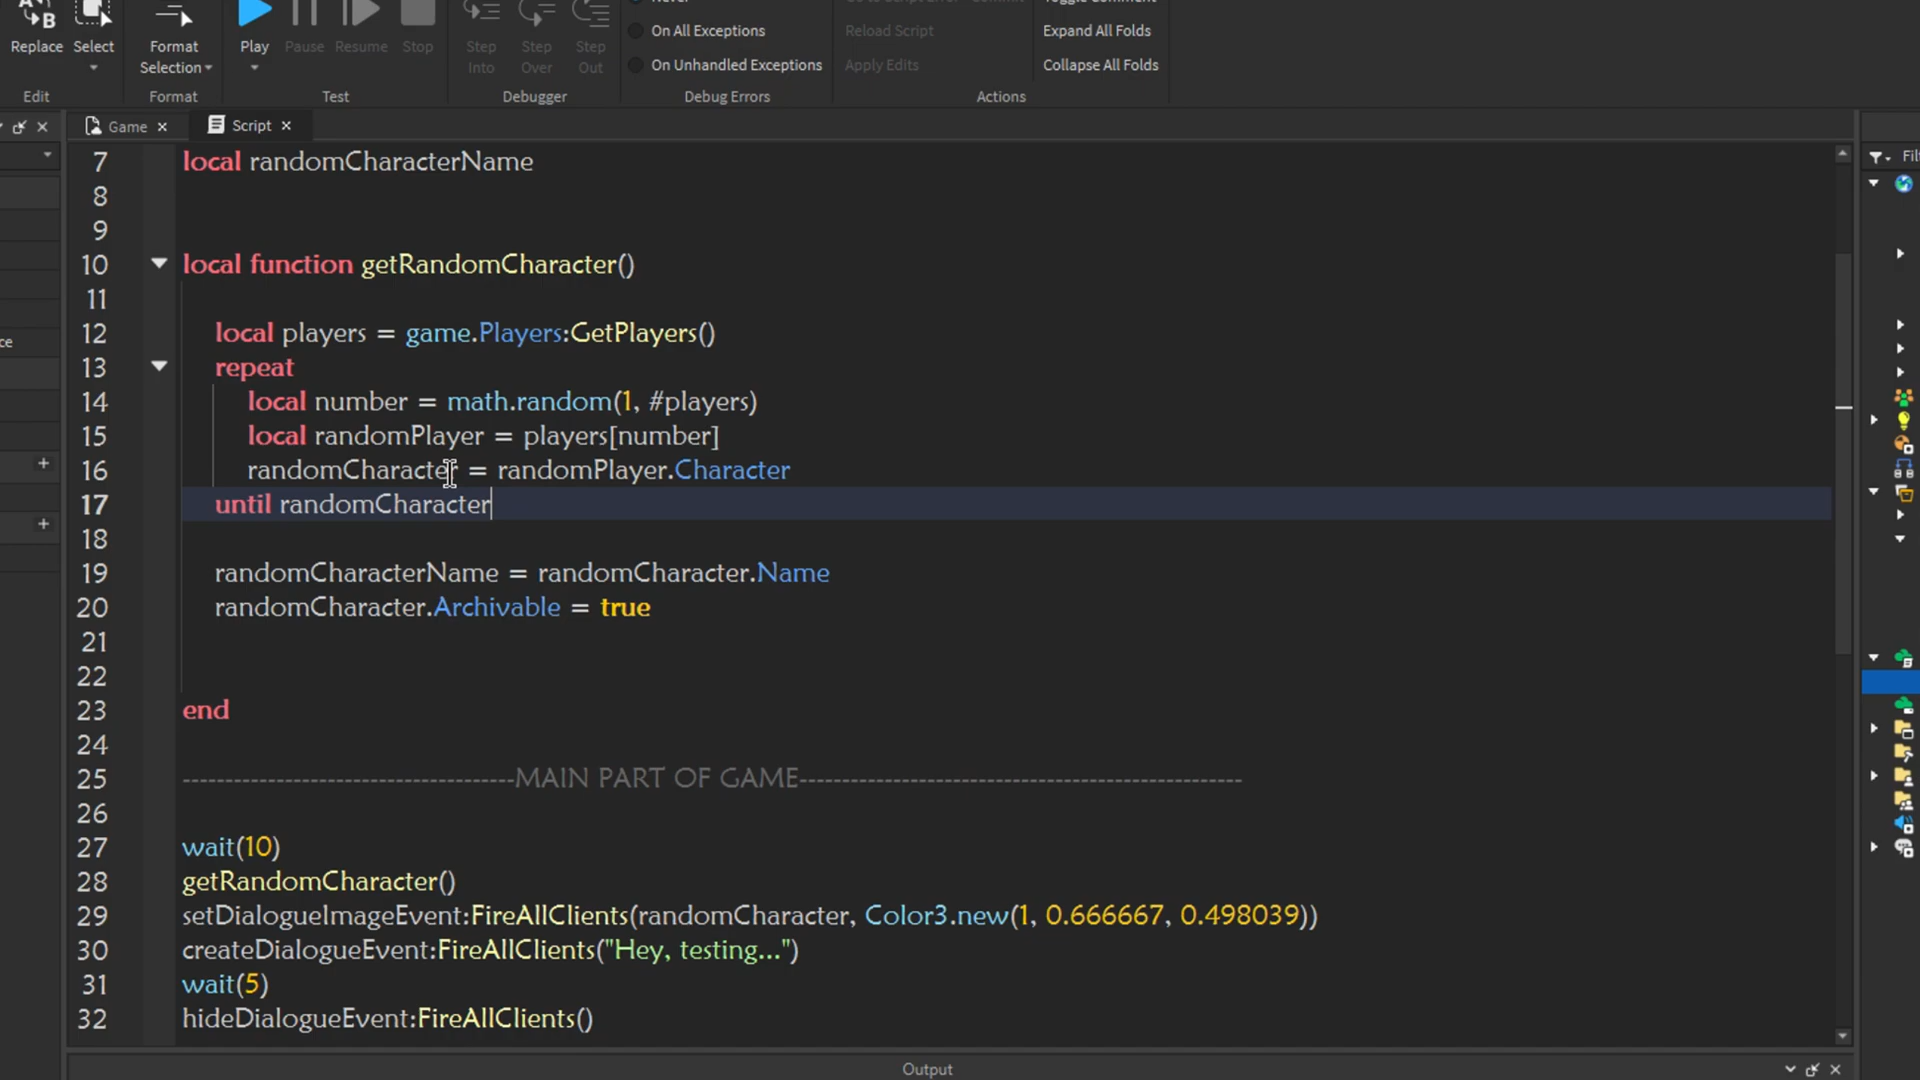 Replace Select Format Selection Play Pause Resume Stop Step Into Step Over Step Out
On All Exceptions Reload Script Expand All Folds
On Unhandled Exceptions Apply Edits Collapse All Folds
Edit Format Test Debugger Debug Errors Actions
Game Script
7 local randomCharacterName
8
9
10 local function getRandomCharacter()
11
12 local players = game.Players:GetPlayers()
13 repeat
14 local number = math.random(1, #players)
15 local randomPlayer = players[number]
16 randomCharacter = randomPlayer.Character
17 until randomCharacter
18
19 randomCharacterName = randomCharacter.Name
20 randomCharacter.Archivable = true
21
22
23 end
24
25 ---------------------------------------MAIN PART OF GAME----------------------------------------------------
26
27 wait(10)
28 getRandomCharacter()
29 setDialogueImageEvent:FireAllClients(randomCharacter, Color3.new(1, 0.666667, 0.498039))
30 createDialogueEvent:FireAllClients("Hey, testing...")
31 wait(5)
32 hideDialogueEvent:FireAllClients()
Output